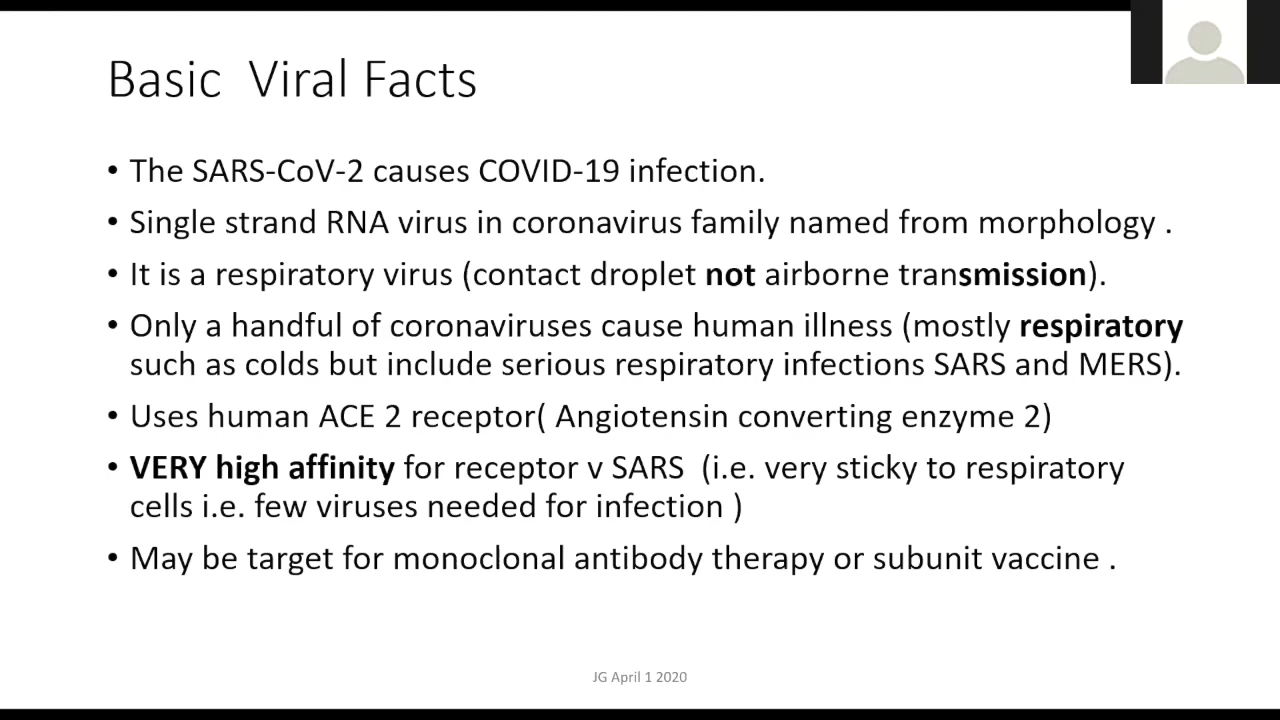 Basic Viral Facts
• The SARS-CoV-2 causes COVID-19 infection.
• Single strand RNA virus in coronavirus family named from morphology .
• It is a respiratory virus (contact droplet not airborne transmission).
• Only a handful of coronaviruses cause human illness (mostly respiratory
such as colds but include serious respiratory infections SARS and MERS).
• Uses human ACE 2 receptor( Angiotensin converting enzyme 2)
• VERY high affinity for receptor v SARS (i.e. very sticky to respiratory
cells i.e. few viruses needed for infection )
• May be target for monoclonal antibody therapy or subunit vaccine .
JG April 1 2020